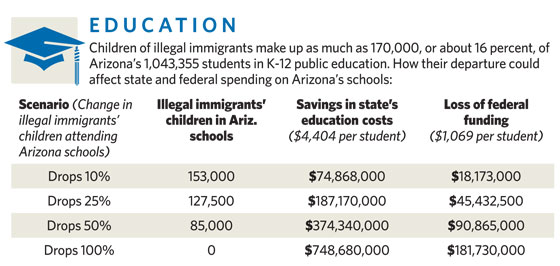 EDUCATION
Children of illegal immigrants make up as much as 170,000, or about 16 percent, of
Arizona's 1,043,355 students in K-12 public education. How their departure could
affect state and federal spending on Arizona's schools:
Scenario (Change in
illegal immigrants'
children attending
Arizona schools)
Illegal immigrants'
children in Ariz.
schools
Savings in state's
education costs
($4,404 per student)
Loss of federal
funding
($1,069 per student)
Drops 10% 153,000 $74,868,000 $18,173,000
Drops 25% 127,500 $187,170,000 $45,432,500
Drops 50% 85,000 $374,340,000 $90,865,000
Drops 100% 0 $748,680,000 $181,730,000